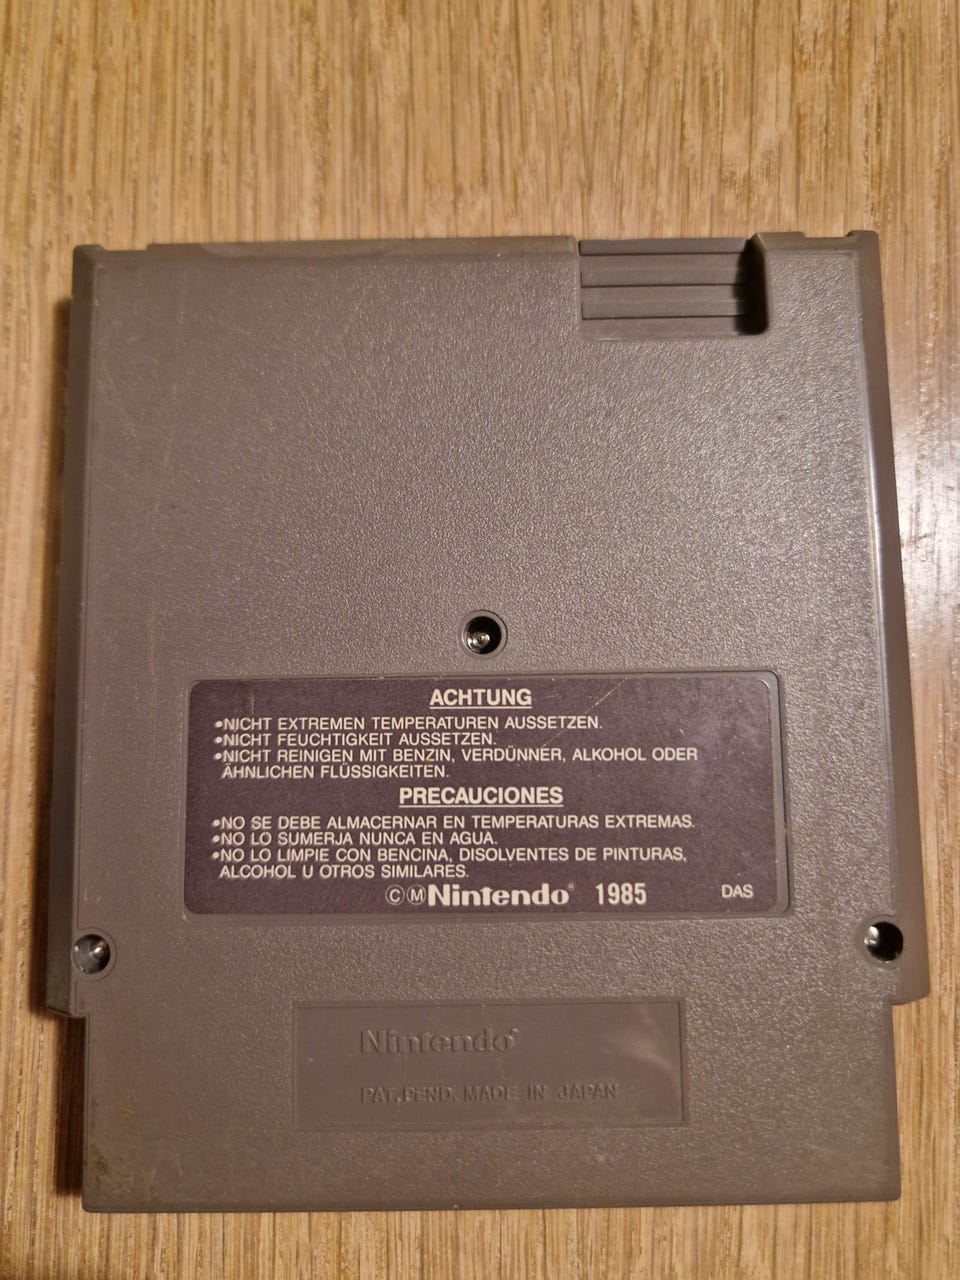 ACHTUNG
•NICHT EXTREMEN TEMPERATUREN AUSSETZEN.
•NICHT FEUCHTIGKEIT AUSSETZEN.
•NICHT REINIGEN MIT BENZIN, VERDÜNNER, ALKOHOL ODER
ÄHNLICHEN FLÜSSIGKEITEN.
PRECAUCIONES
•NO SE DEBE ALMACERNAR EN TEMPERATURAS EXTREMAS.
•NO LO SUMERJA NUNCA EN AGUA.
•NO LO LIMPIE CON BENCINA, DISOLVENTES DE PINTURAS,
ALCOHOL U OTROS SIMILARES.
ⒸⓂNintendo® 1985 DAS
Nintendo®
PAT. PEND. MADE IN JAPAN